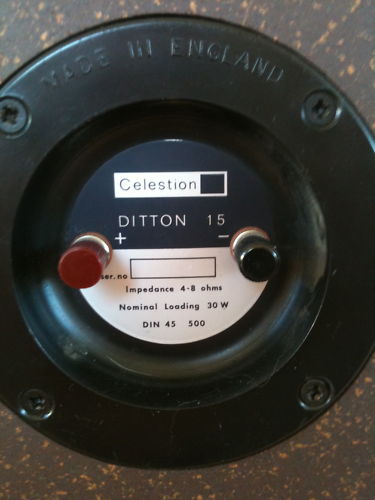 MADE IN ENGLAND
Celestion
DITTON 15
+ −
ser.no
Impedance 4-8 ohms
Nominal Loading 30 W
DIN 45 500